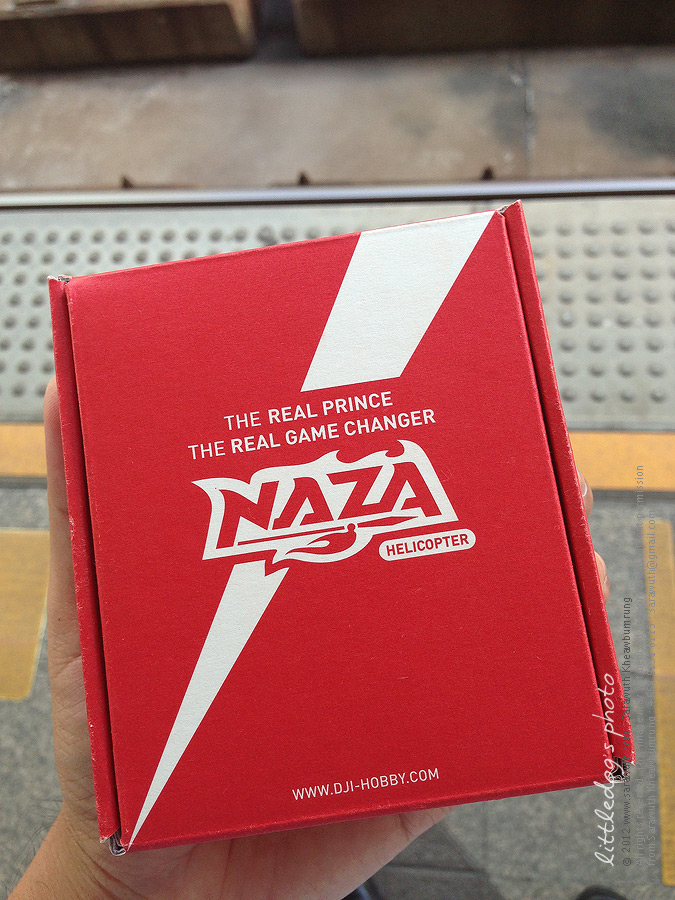 THE REAL PRINCE
THE REAL GAME CHANGER
NAZA
HELICOPTER
WWW.DJI-HOBBY.COM
littledog's photo